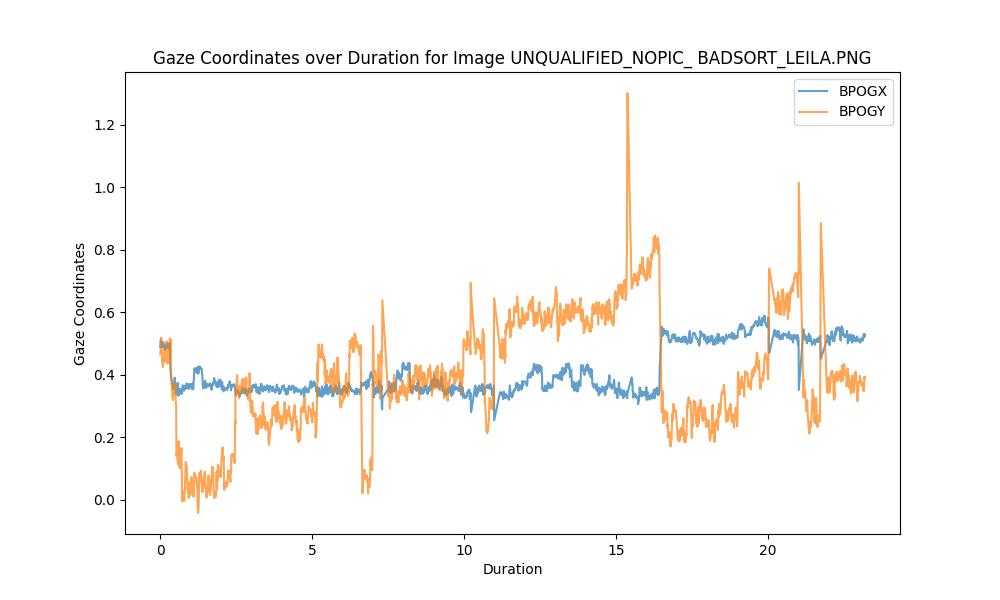 Gaze Coordinates over Duration for Image UNQUALIFIED_NOPIC_ BADSORT_LEILA.PNG
BPOGX
BPOGY
1.2
1.0
0.8
0.6
0.4
0.2
0.0
Gaze Coordinates
0 5 10 15 20
Duration